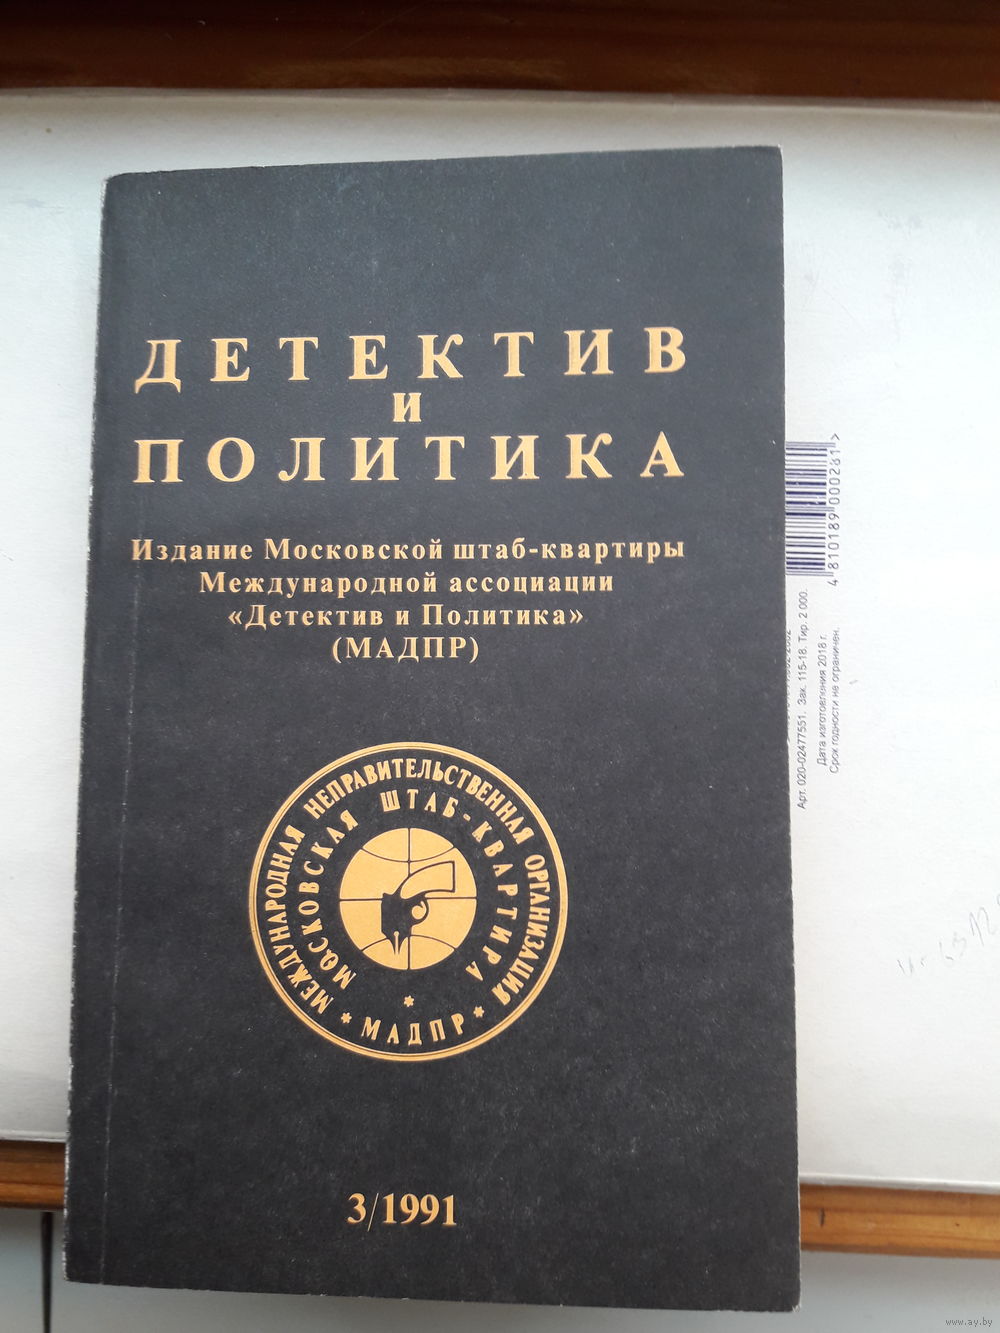 ДЕТЕКТИВ
И
ПОЛИТИКА
Издание Московской штаб-квартиры
Международной ассоциации
«Детектив и Политика»
(МАДПР)
МЕЖДУНАРОДНАЯ НЕПРАВИТЕЛЬСТВЕННАЯ ОРГАНИЗАЦИЯ
МОСКОВСКАЯ ШТАБ-КВАРТИРА
* МАДПР *
3/1991
4 810189 000281 >
Арт. 020-02477551. Зак. 115-18. Тир. 2 000.
Дата изготовления 2018 г.
Срок годности не ограничен.
www.ay.by